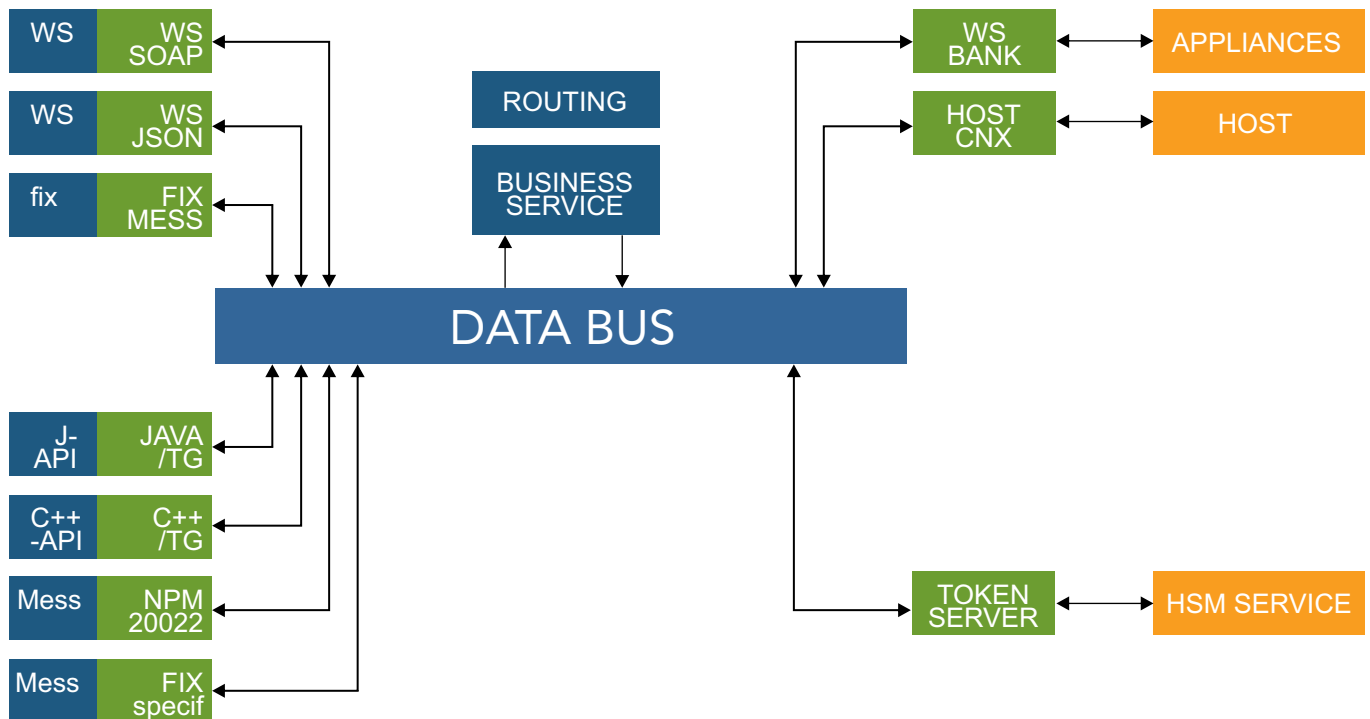 WS
WS
SOAP
WS
WS
JSON
fix
FIX
MESS
ROUTING
BUSINESS
SERVICE
WS
BANK
APPLIANCES
HOST
CNX
HOST
DATA BUS
J-
API
JAVA
/TG
C++
-API
C++
/TG
Mess
NPM
20022
Mess
FIX
specif
TOKEN
SERVER
HSM SERVICE